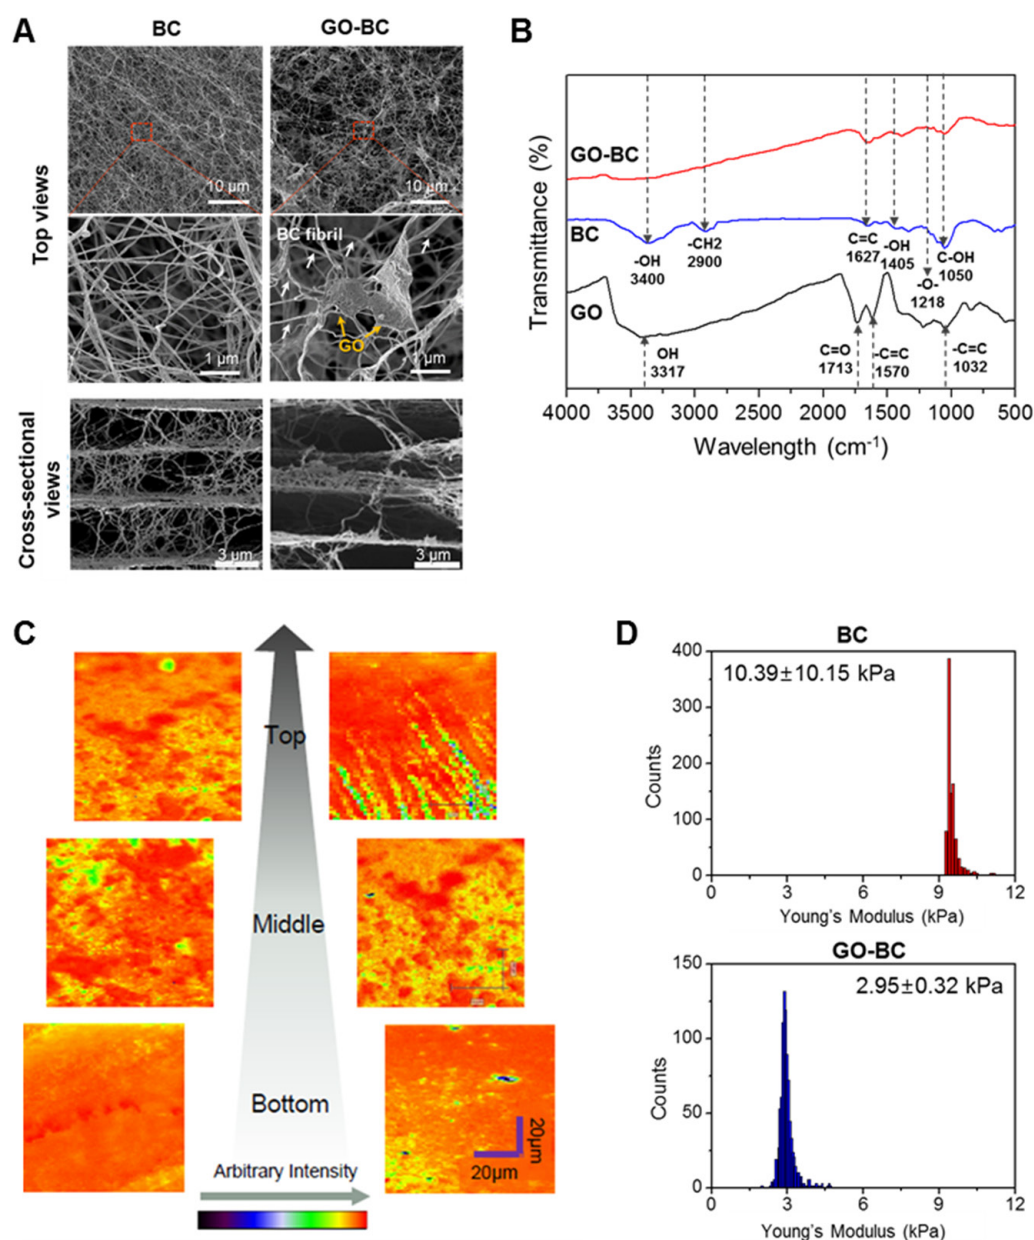 A
BC
GO-BC
Top views
10 µm
10 µm
BC fibril
GO
1 µm
1 µm
Cross-sectional
views
3 µm
3 µm
B
Transmittance (%)
GO-BC
BC
GO
-OH
3400
-CH2
2900
C=C
1627
-OH
1405
-O-
1218
C-OH
1050
OH
3317
C=O
1713
-C=C
1570
-C=C
1032
4000 3500 3000 2500 2000 1500 1000 500
Wavelength (cm-1)
C
Top
Middle
Bottom
20µm
20µm
Arbitrary Intensity
D
BC
10.39±10.15 kPa
Counts
400
300
200
100
0
0 3 6 9 12
Young's Modulus (kPa)
GO-BC
2.95±0.32 kPa
Counts
150
100
50
0
0 3 6 9 12
Young's Modulus (kPa)